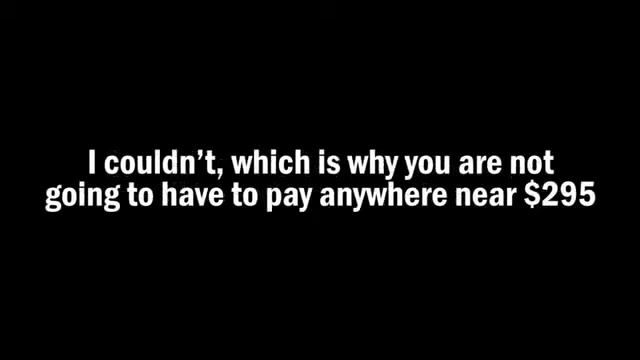 I couldn’t, which is why you are not
going to have to pay anywhere near $295